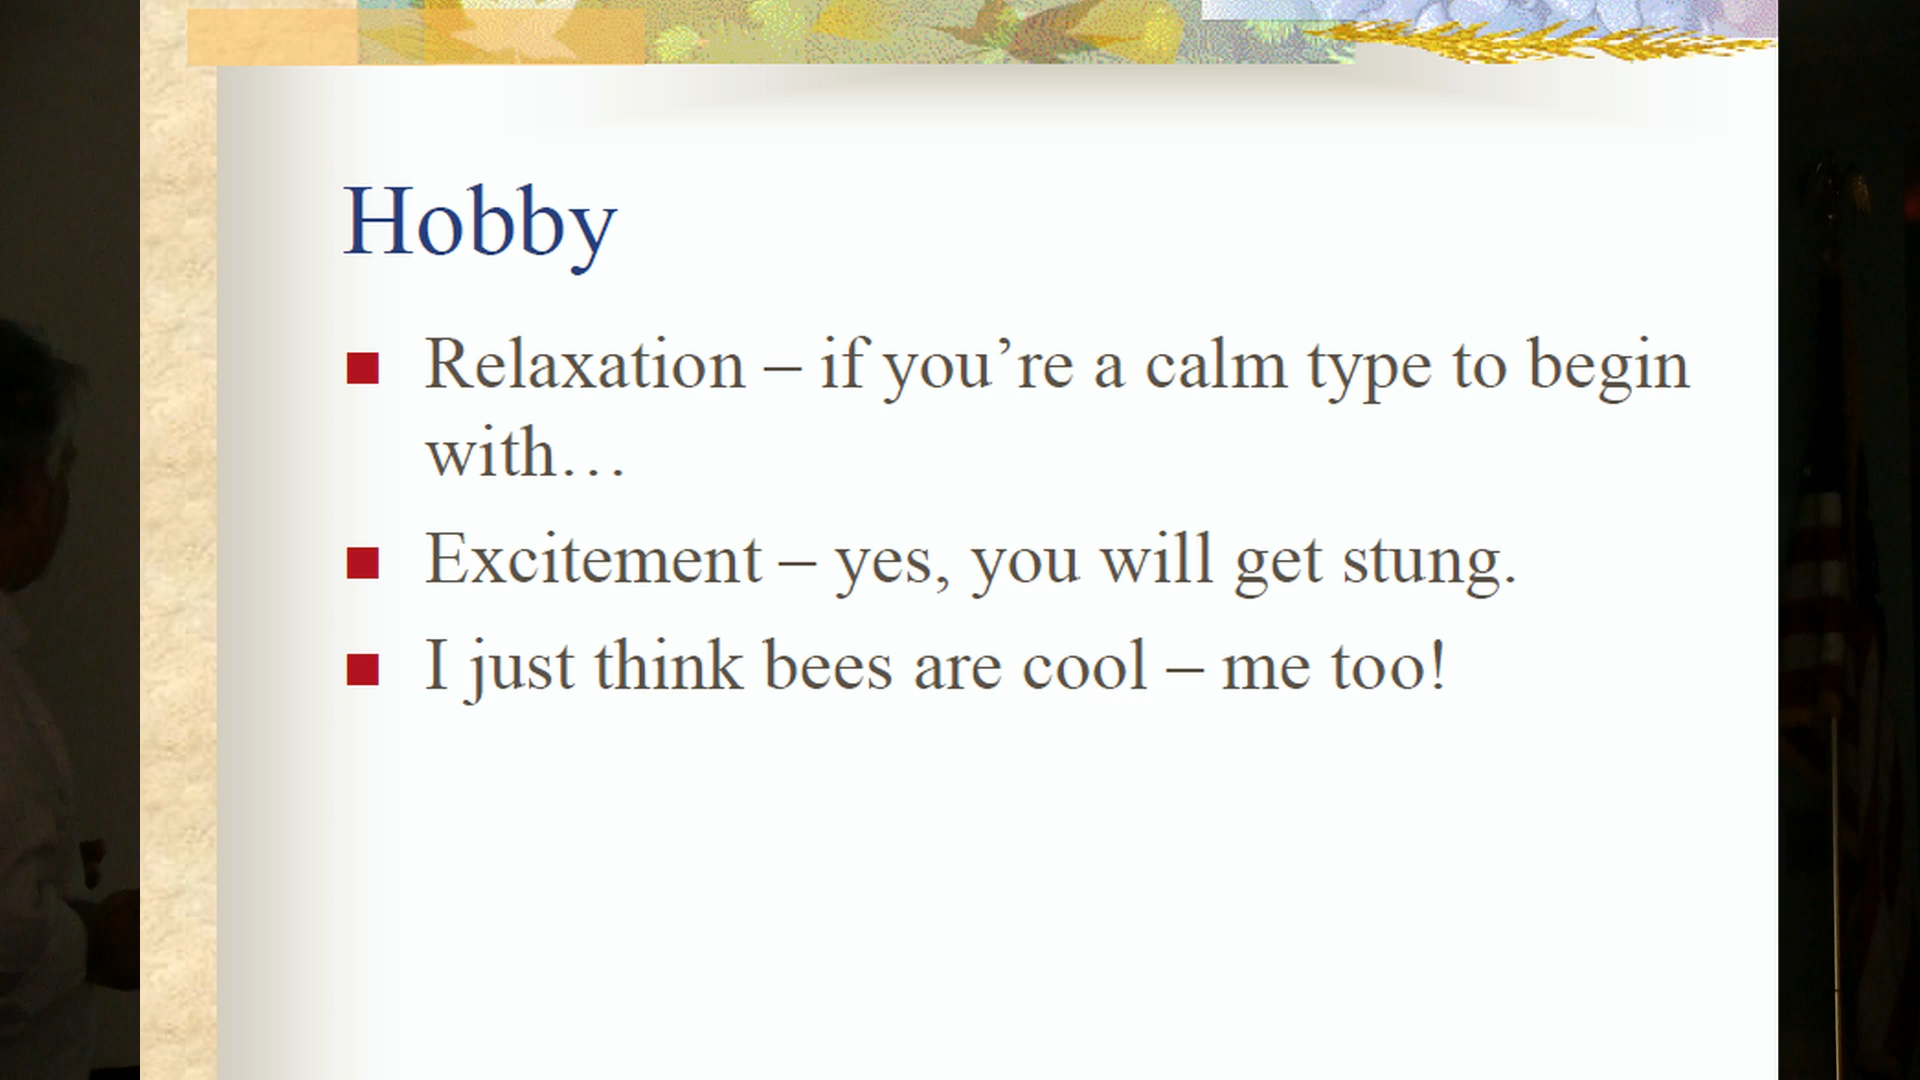 Hobby
Relaxation – if you’re a calm type to begin
with…
Excitement – yes, you will get stung.
I just think bees are cool – me too!